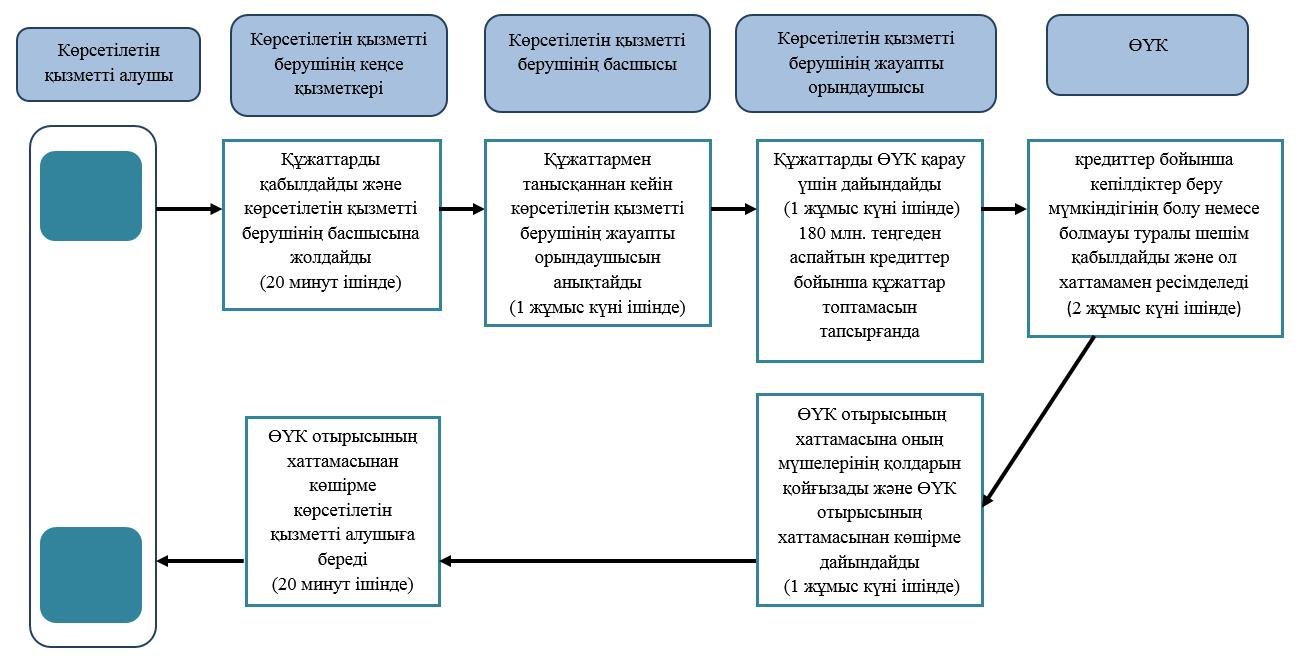 Көрсетілетін
қызметті алушы
Көрсетілетін қызметті
берушінің кеңсе
қызметкері
Көрсетілетін қызметті
берушінің басшысы
Көрсетілетін қызметті
берушінің жауапты
орындаушысы
ӨҮК
Құжаттарды
қабылдайды және
көрсетілетін қызметті
берушінің басшысына
жолдайды
(20 минут ішінде)
Құжаттармен
танысқаннан кейін
көрсетілетін қызметті
берушінің жауапты
орындаушысын
анықтайды
(1 жұмыс күні ішінде)
Құжаттарды ӨҮК қарау
үшін дайындайды
(1 жұмыс күні ішінде)
180 млн. теңгеден
аспайтын кредиттер
бойынша құжаттар
топтамасын
тапсырғанда
кредиттер бойынша
кепілдіктер беру
мүмкіндігінің болу немесе
болмауы туралы шешім
қабылдайды және ол
хаттамамен ресімделеді
(2 жұмыс күні ішінде)
ӨҮК отырысының
хаттамасынан
көшірме
көрсетілетін
қызметті алушыға
береді
(20 минут ішінде)
ӨҮК отырысының
хаттамасына оның
мүшелерінің қолдарын
қойғызады және ӨҮК
отырысының
хаттамасынан көшірме
дайындайды
(1 жұмыс күні ішінде)